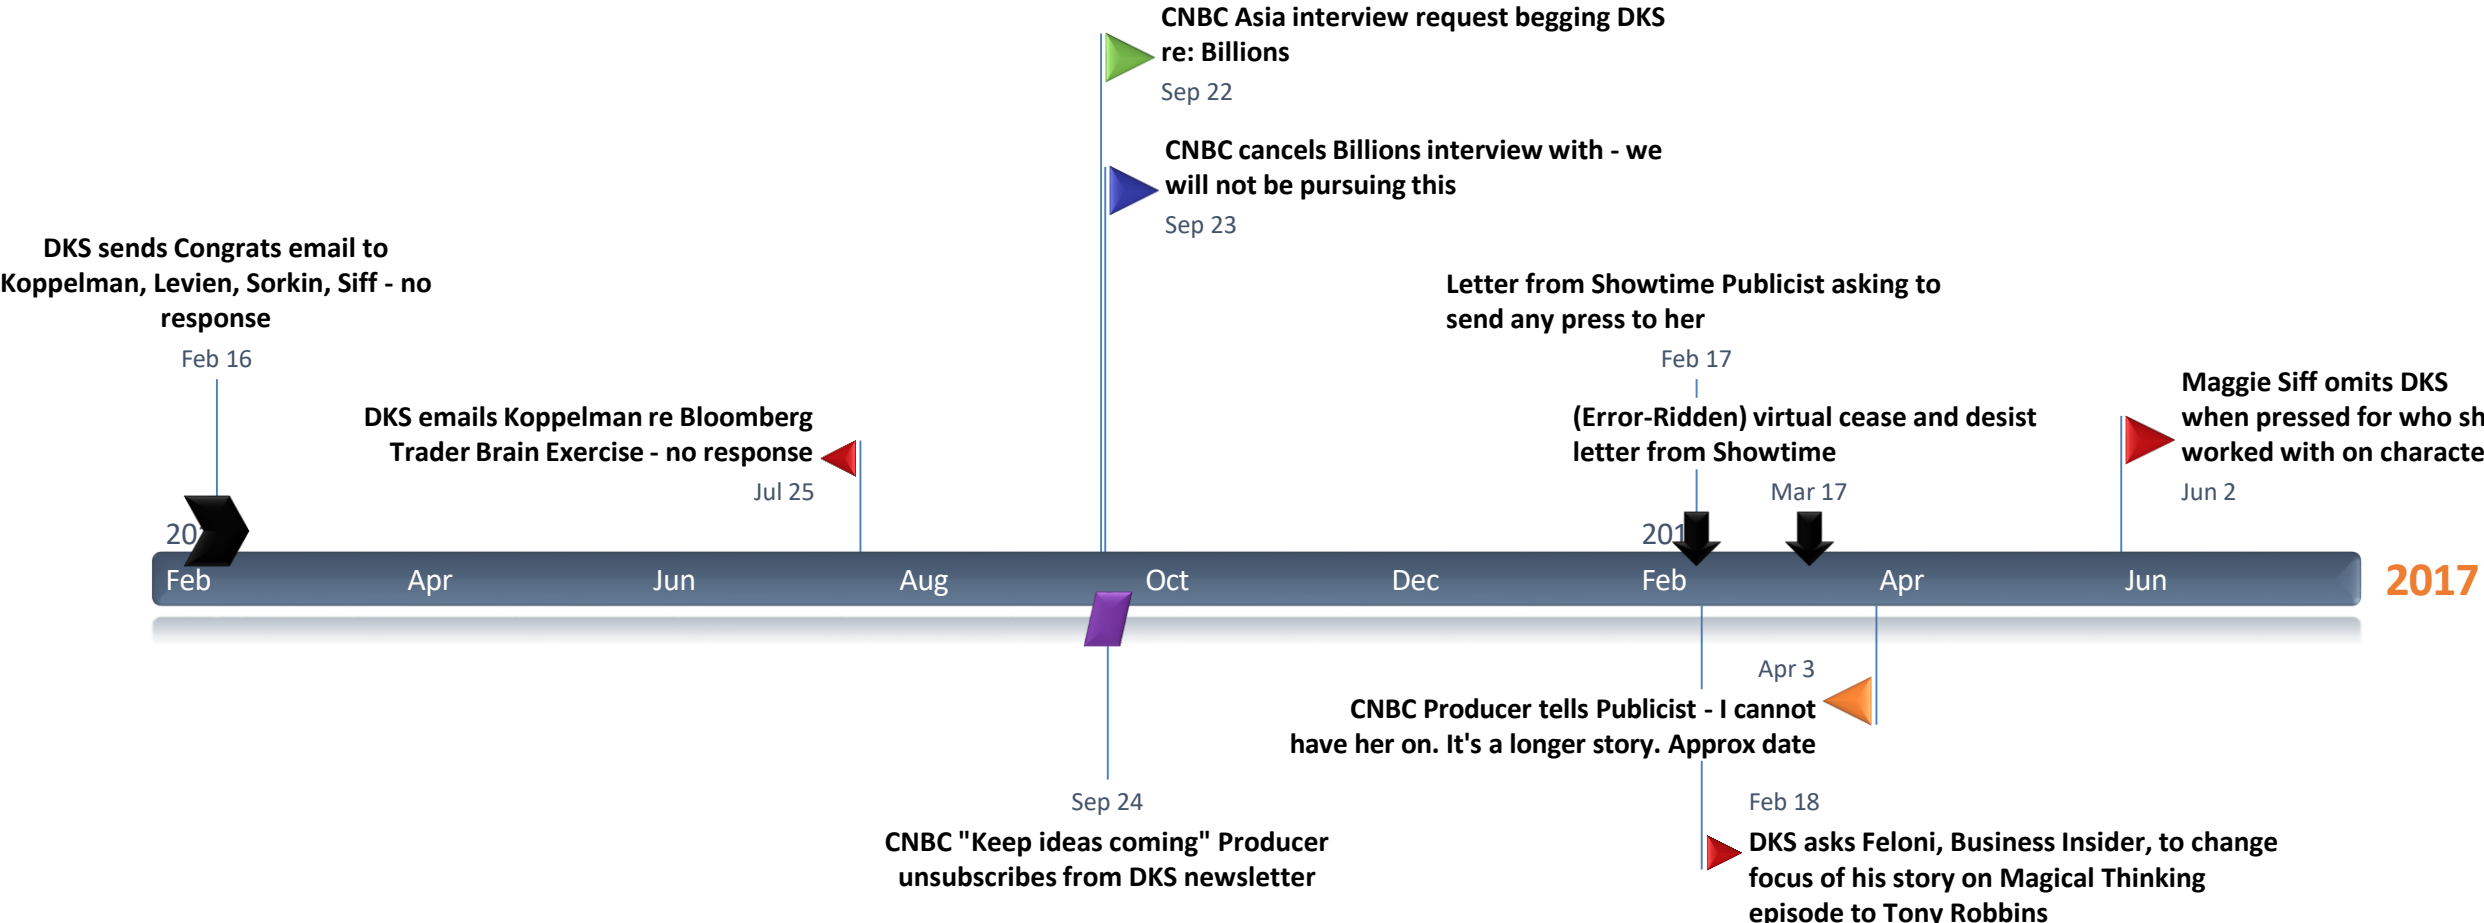 CNBC Asia interview request begging DKS
re: Billions
Sep 22
CNBC cancels Billions interview with - we
will not be pursuing this
Sep 23
DKS sends Congrats email to
Koppelman, Levien, Sorkin, Siff - no
response
Feb 16
Letter from Showtime Publicist asking to
send any press to her
Feb 17
DKS emails Koppelman re Bloomberg
Trader Brain Exercise - no response
Jul 25
(Error-Ridden) virtual cease and desist
letter from Showtime
Mar 17
Maggie Siff omits DKS
when pressed for who sh
worked with on characte
Jun 2
20
201
Feb Apr Jun Aug Oct Dec Feb Apr Jun
2017
Apr 3
CNBC Producer tells Publicist - I cannot
have her on. It's a longer story. Approx date
Sep 24
CNBC "Keep ideas coming" Producer
unsubscribes from DKS newsletter
Feb 18
DKS asks Feloni, Business Insider, to change
focus of his story on Magical Thinking
episode to Tony Robbins